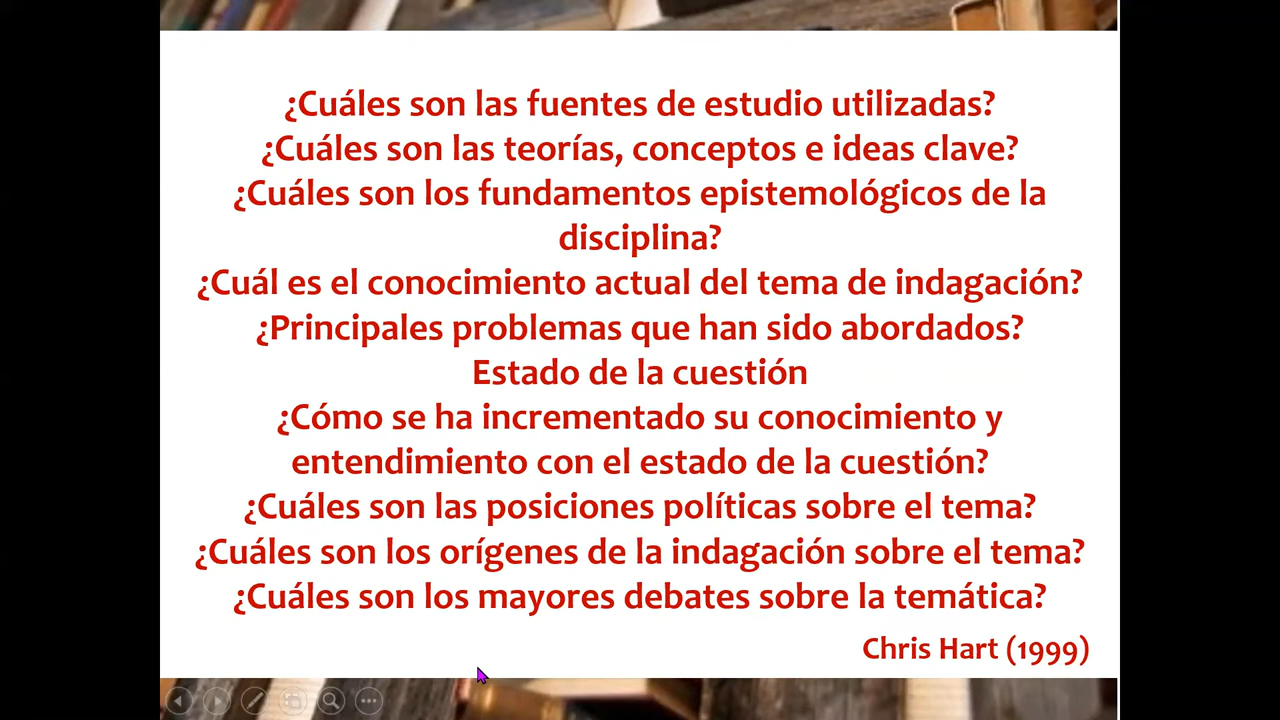 ¿Cuáles son las fuentes de estudio utilizadas?
¿Cuáles son las teorías, conceptos e ideas clave?
¿Cuáles son los fundamentos epistemológicos de la
disciplina?
¿Cuál es el conocimiento actual del tema de indagación?
¿Principales problemas que han sido abordados?
Estado de la cuestión
¿Cómo se ha incrementado su conocimiento y
entendimiento con el estado de la cuestión?
¿Cuáles son las posiciones políticas sobre el tema?
¿Cuáles son los orígenes de la indagación sobre el tema?
¿Cuáles son los mayores debates sobre la temática?
Chris Hart (1999)